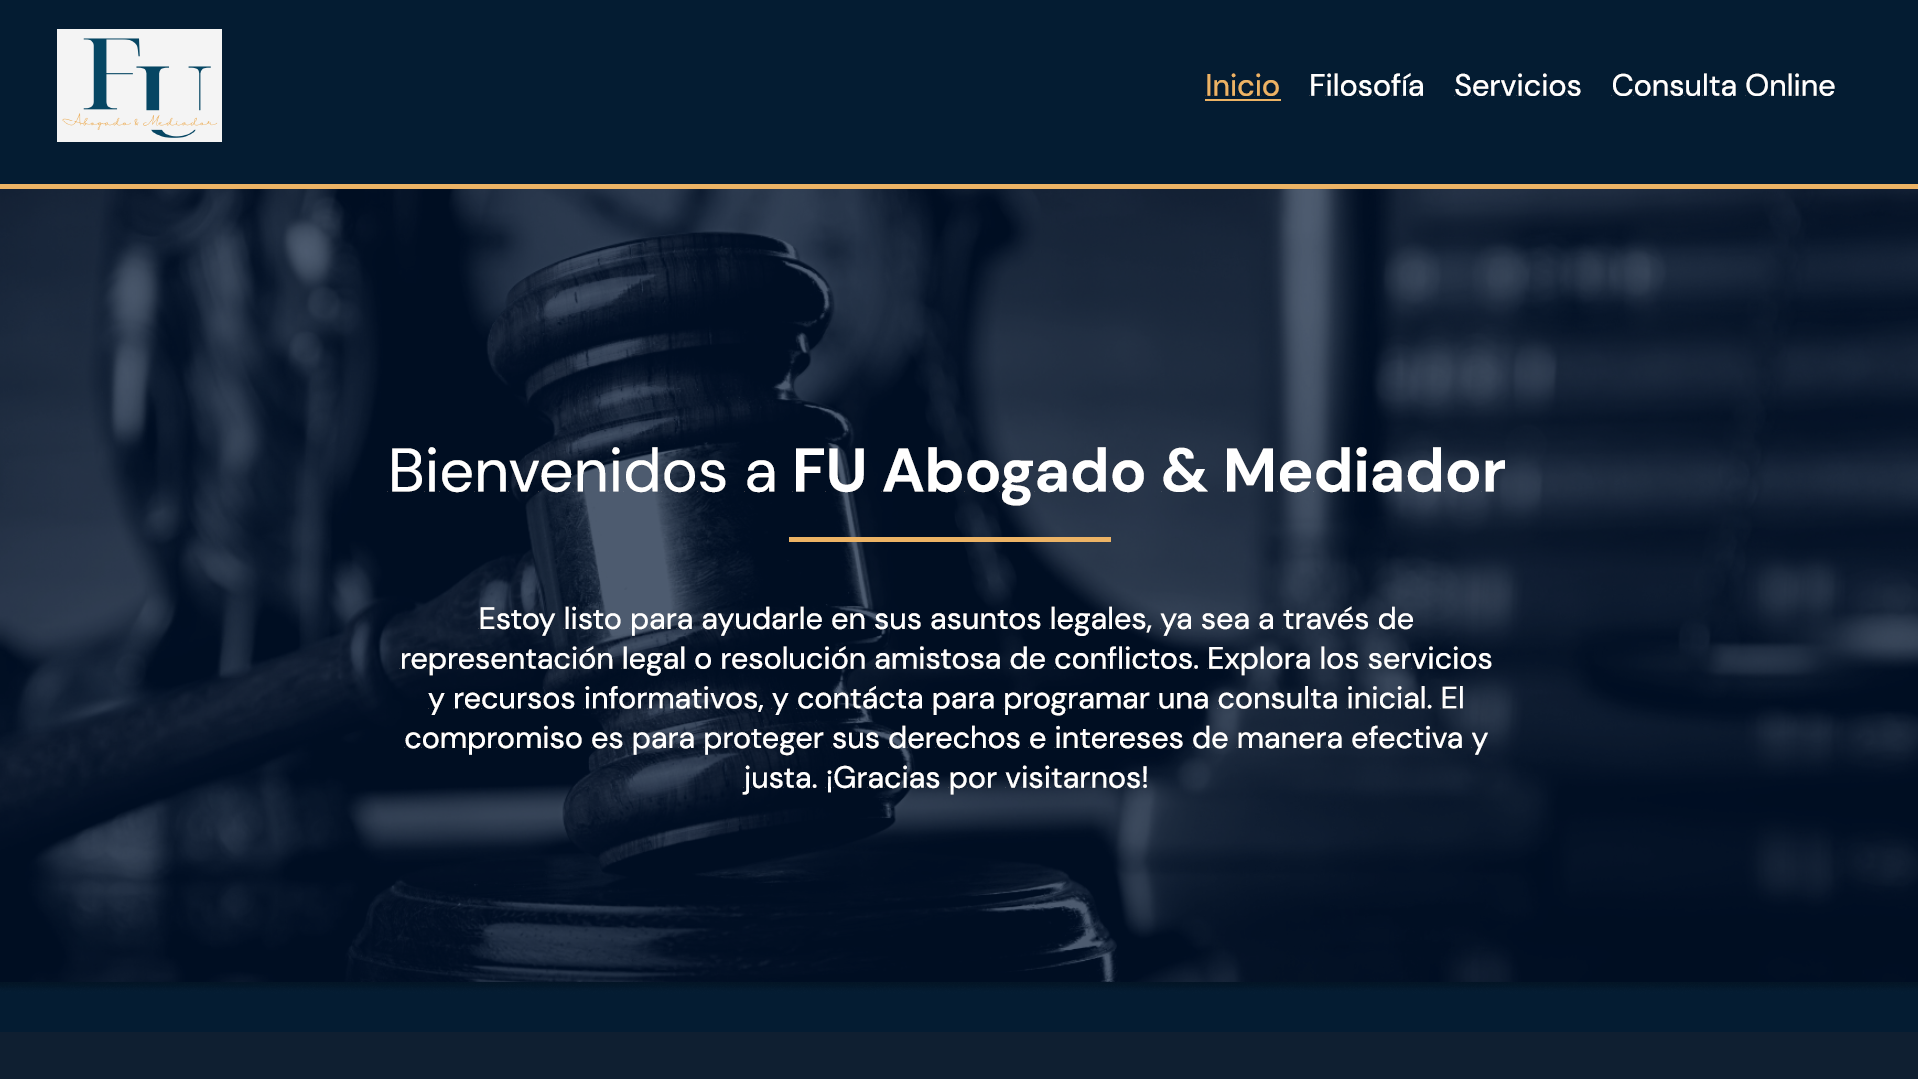 FU
Abogado & Mediador
Inicio Filosofía Servicios Consulta Online
Bienvenidos a FU Abogado & Mediador
Estoy listo para ayudarle en sus asuntos legales, ya sea a través de
representación legal o resolución amistosa de conflictos. Explora los servicios
y recursos informativos, y contácta para programar una consulta inicial. El
compromiso es para proteger sus derechos e intereses de manera efectiva y
justa. ¡Gracias por visitarnos!